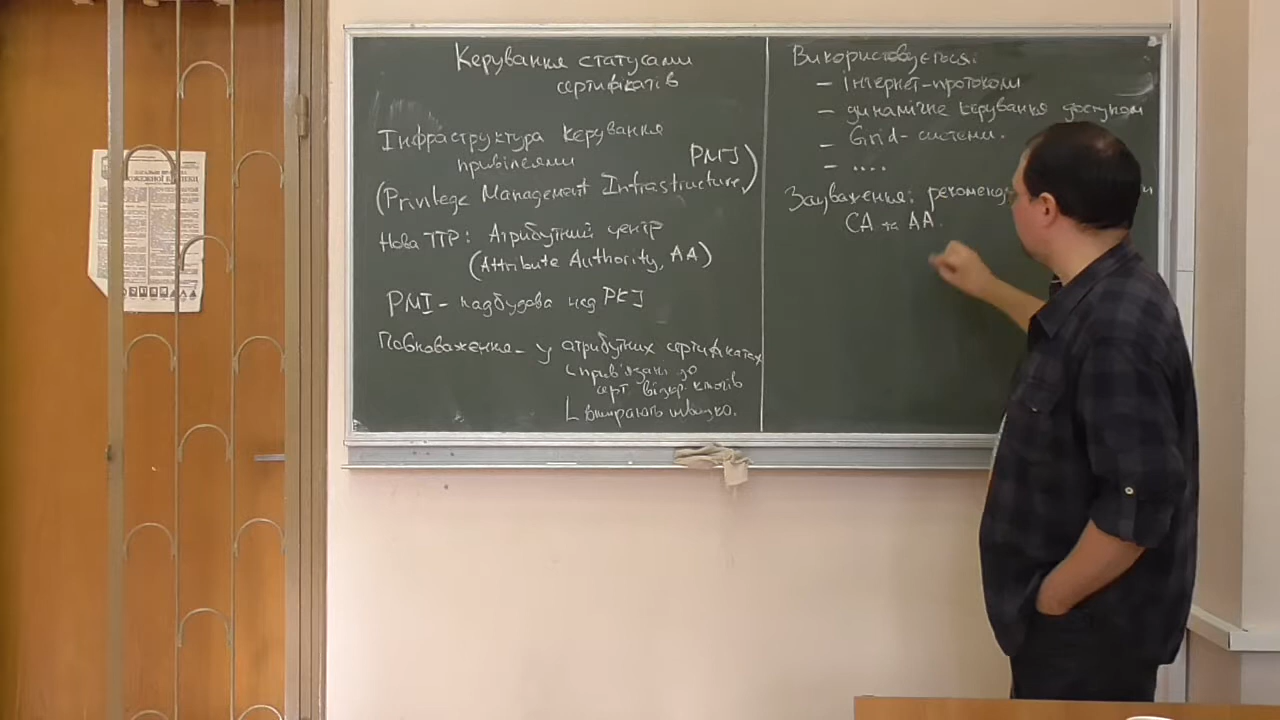 Керування статусами
сертифікатів
Інфраструктура керування
привілеями PMI
(Privilege Management Infrastructure)
Нова ТТР: Атрибутний центр
(Attribute Authority, AA)
PMI - надбудова над PKI
Повноваження - у атрибутних сертифікатах
прив'язані до
серт. відкр. ключів
вмирають швидко.
Використовується:
- інтернет-протоколи
- динамічне керування доступом
- Grid-системи.
- ....
Зауваження: рекоменд
CA та AA.